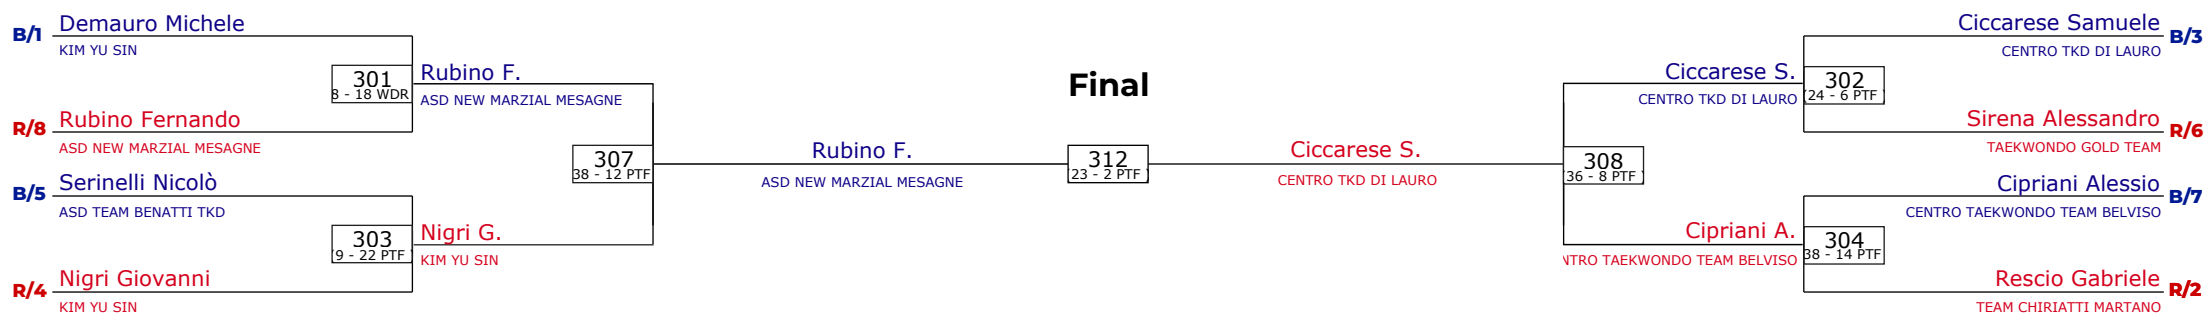 B/1 Demauro Michele
KIM YU SIN
301
8 - 18 WDR
R/8 Rubino Fernando
ASD NEW MARZIAL MESAGNE
B/5 Serinelli Nicolò
ASD TEAM BENATTI TKD
303
(9 - 22 PTF )
R/4 Nigri Giovanni
KIM YU SIN
Rubino F.
ASD NEW MARZIAL MESAGNE
307
38 - 12 PTF
Nigri G.
KIM YU SIN
Rubino F.
ASD NEW MARZIAL MESAGNE
Final
312
(23 - 2 PTF )
Ciccarese S.
CENTRO TKD DI LAURO
Ciccarese S.
CENTRO TKD DI LAURO
308
(36 - 8 PTF )
Cipriani A.
NTRO TAEKWONDO TEAM BELVISO
Ciccarese Samuele B/3
CENTRO TKD DI LAURO
302
(24 - 6 PTF )
Sirena Alessandro R/6
TAEKWONDO GOLD TEAM
Cipriani Alessio B/7
CENTRO TAEKWONDO TEAM BELVISO
304
38 - 14 PTF
Rescio Gabriele R/2
TEAM CHIRIATTI MARTANO